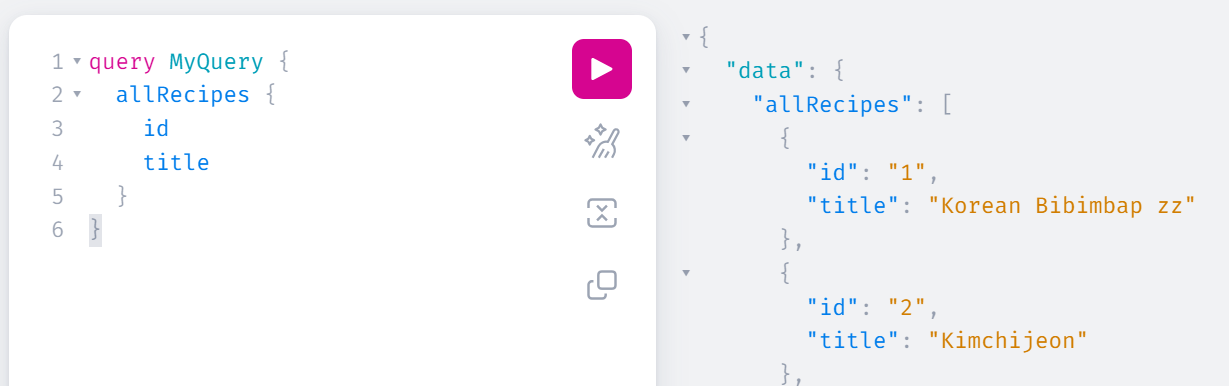 1 query MyQuery {
2 allRecipes {
3 id
4 title
5 }
6 }
{
"data": {
"allRecipes": [
{
"id": "1",
"title": "Korean Bibimbap zz"
},
{
"id": "2",
"title": "Kimchijeon"
},